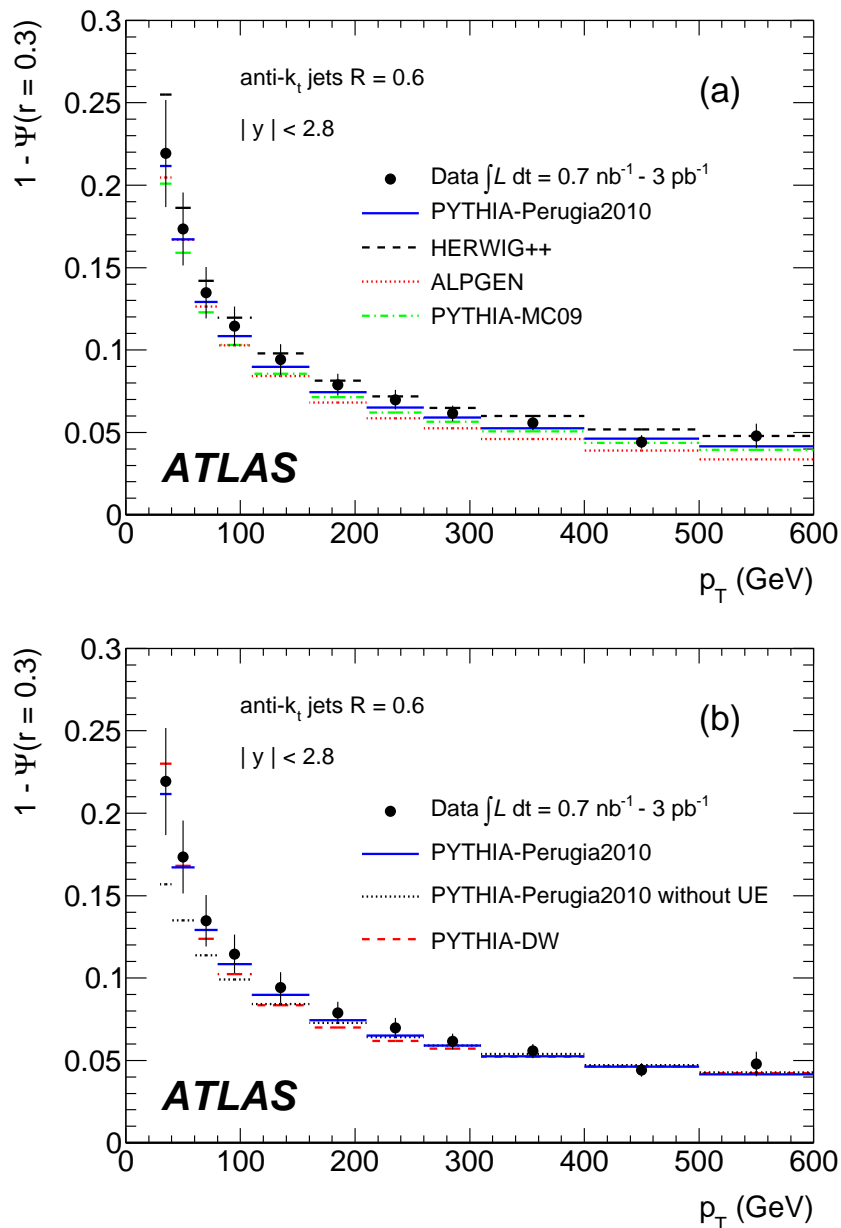 0.3
anti-k_t jets R = 0.6
(a)
1 - Ψ(r = 0.3)
0.25
| y | < 2.8
0.2
Data ∫L dt = 0.7 nb⁻¹ - 3 pb⁻¹
PYTHIA-Perugia2010
0.15
HERWIG++
ALPGEN
PYTHIA-MC09
0.1
0.05
ATLAS
0
0 100 200 300 400 500 600
p_T (GeV)
0.3
anti-k_t jets R = 0.6
(b)
1 - Ψ(r = 0.3)
0.25
| y | < 2.8
0.2
Data ∫L dt = 0.7 nb⁻¹ - 3 pb⁻¹
PYTHIA-Perugia2010
0.15
PYTHIA-Perugia2010 without UE
PYTHIA-DW
0.1
0.05
ATLAS
0
0 100 200 300 400 500 600
p_T (GeV)